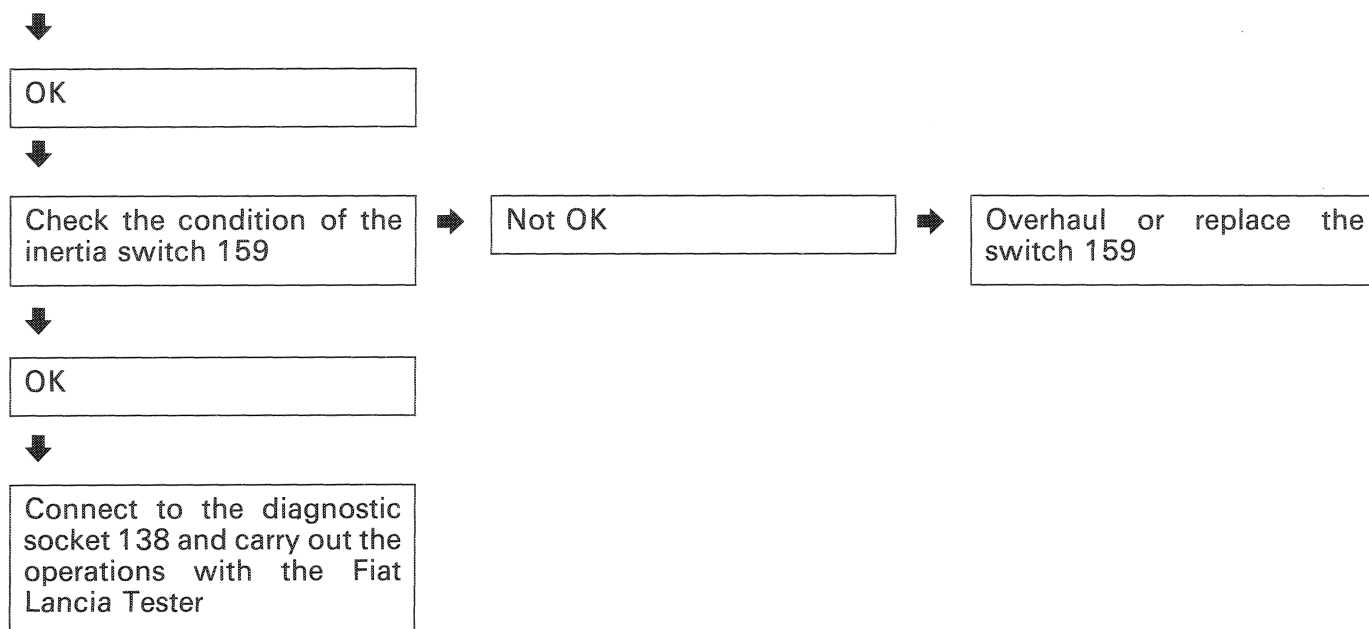 OK
Check the condition of the
inertia switch 159
Not OK
Overhaul or replace the
switch 159
OK
Connect to the diagnostic
socket 138 and carry out the
operations with the Fiat
Lancia Tester